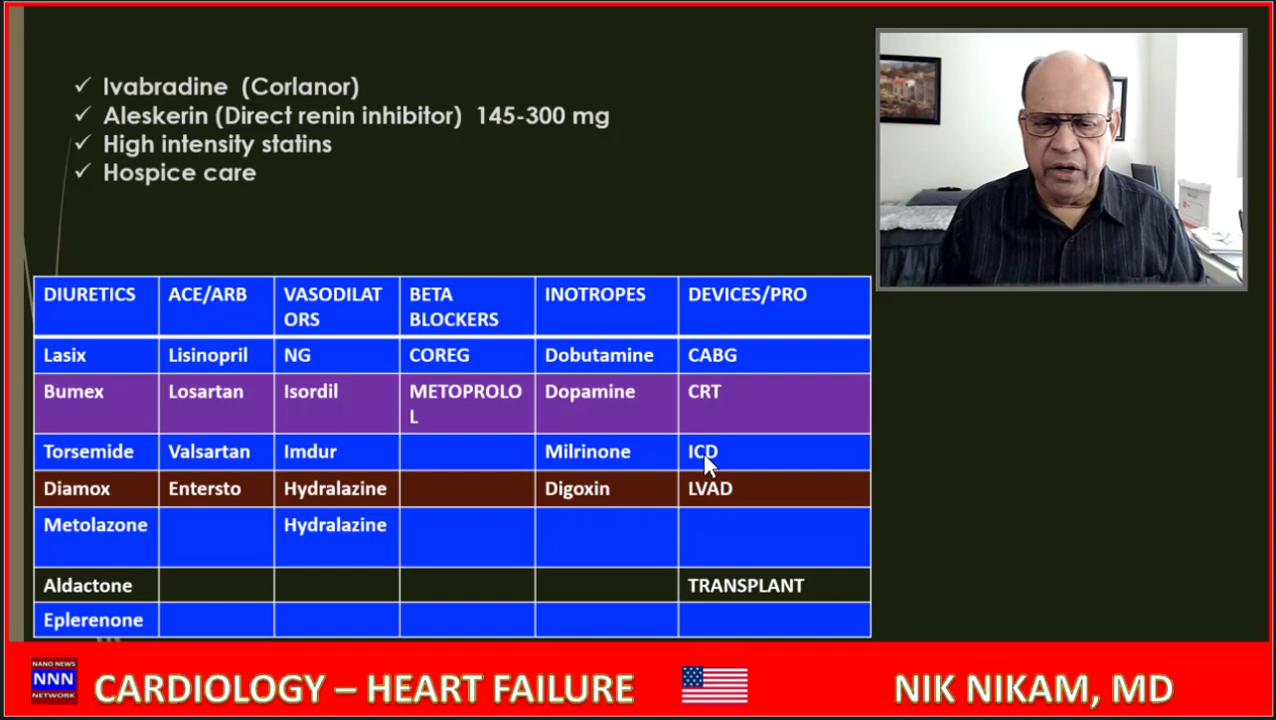 ✓ Ivabradine (Corlanor)
✓ Aleskerin (Direct renin inhibitor) 145-300 mg
✓ High intensity statins
✓ Hospice care
DIURETICS ACE/ARB VASODILAT BETA INOTROPES DEVICES/PRO
ORS BLOCKERS
Lasix Lisinopril NG COREG Dobutamine CABG
Bumex Losartan Isordil METOPROLO Dopamine CRT
L
Torsemide Valsartan Imdur Milrinone ICD
Diamox Entersto Hydralazine Digoxin LVAD
Metolazone Hydralazine
Aldactone TRANSPLANT
Eplerenone
NANO NEWS
NNN
NETWORK
CARDIOLOGY – HEART FAILURE
NIK NIKAM, MD